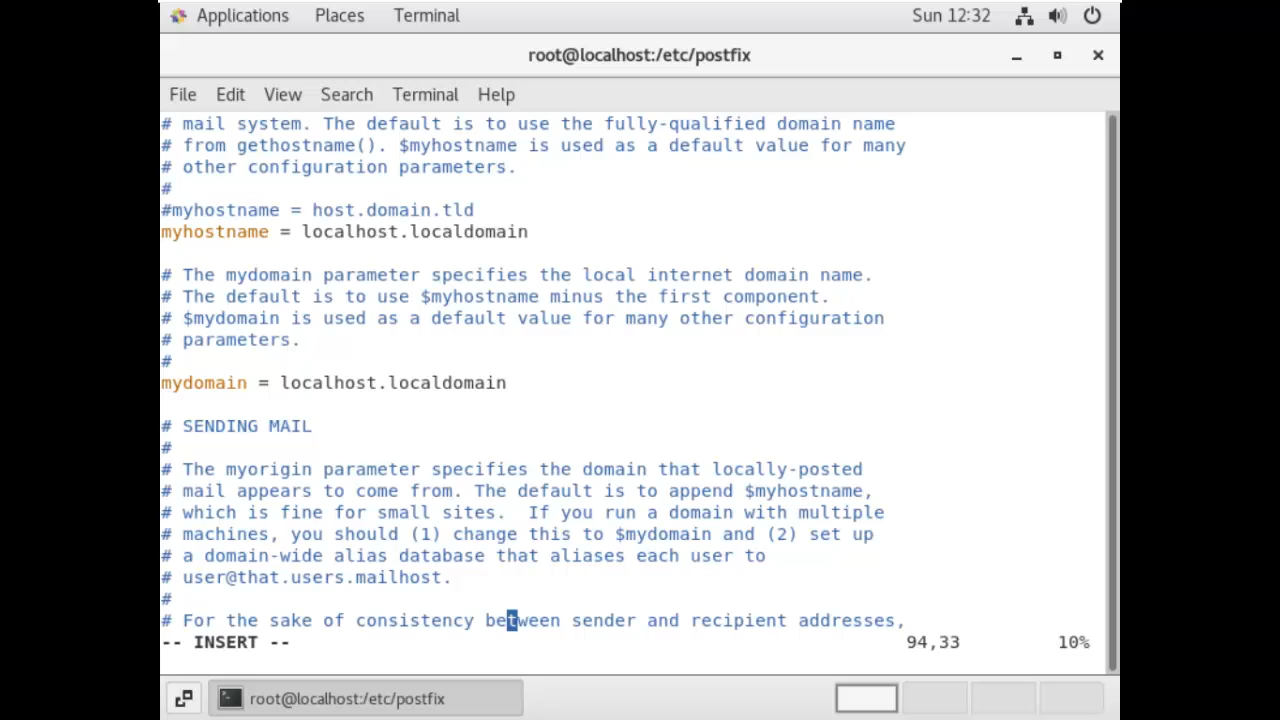 Applications Places Terminal Sun 12:32
root@localhost:/etc/postfix
File Edit View Search Terminal Help
# mail system. The default is to use the fully-qualified domain name
# from gethostname(). $myhostname is used as a default value for many
# other configuration parameters.
#
#myhostname = host.domain.tld
myhostname = localhost.localdomain
# The mydomain parameter specifies the local internet domain name.
# The default is to use $myhostname minus the first component.
# $mydomain is used as a default value for many other configuration
# parameters.
#
mydomain = localhost.localdomain
# SENDING MAIL
#
# The myorigin parameter specifies the domain that locally-posted
# mail appears to come from. The default is to append $myhostname,
# which is fine for small sites.  If you run a domain with multiple
# machines, you should (1) change this to $mydomain and (2) set up
# a domain-wide alias database that aliases each user to
# user@that.users.mailhost.
#
# For the sake of consistency between sender and recipient addresses,
-- INSERT -- 94,33 10%
root@localhost:/etc/postfix